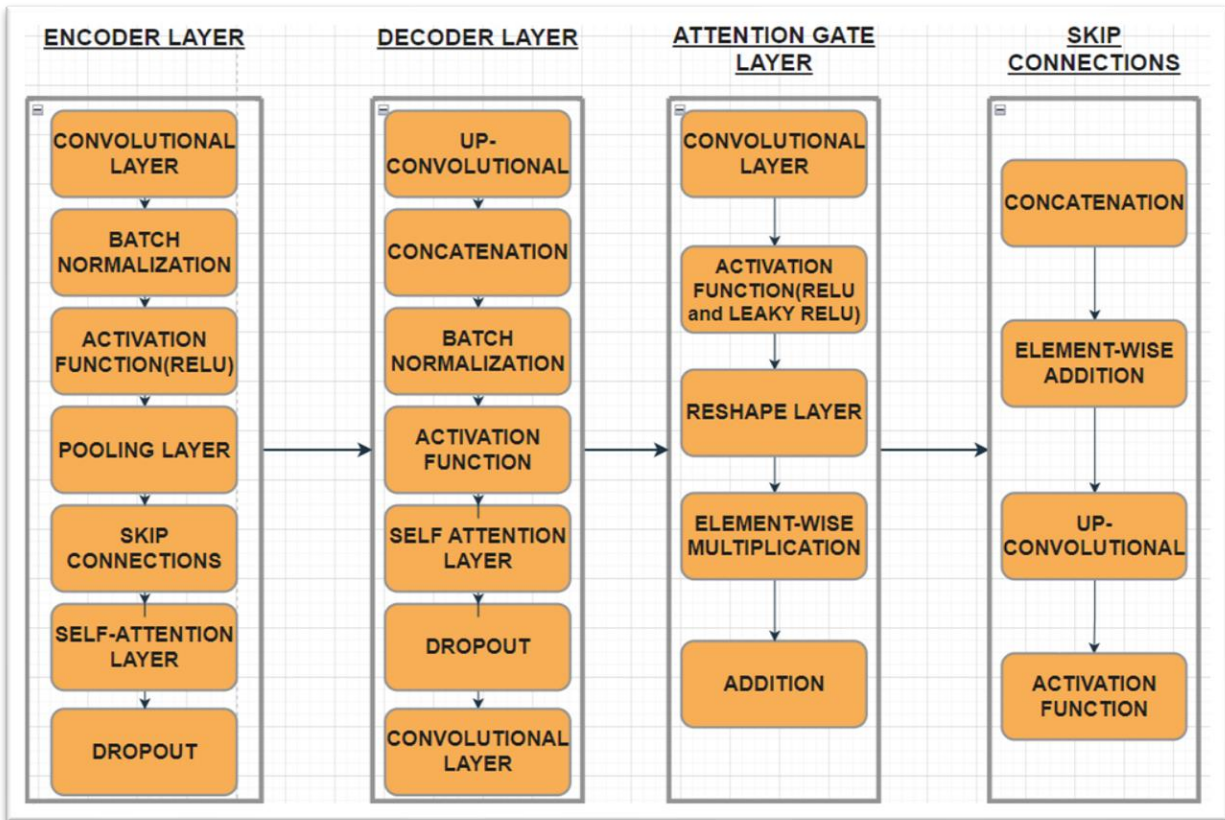 ENCODER LAYER
CONVOLUTIONAL
LAYER
BATCH
NORMALIZATION
ACTIVATION
FUNCTION(RELU)
POOLING LAYER
SKIP
CONNECTIONS
SELF-ATTENTION
LAYER
DROPOUT
DECODER LAYER
UP-
CONVOLUTIONAL
CONCATENATION
BATCH
NORMALIZATION
ACTIVATION
FUNCTION
SELF ATTENTION
LAYER
DROPOUT
CONVOLUTIONAL
LAYER
ATTENTION GATE
LAYER
CONVOLUTIONAL
LAYER
ACTIVATION
FUNCTION(RELU
and LEAKY RELU)
RESHAPE LAYER
ELEMENT-WISE
MULTIPLICATION
ADDITION
SKIP
CONNECTIONS
CONCATENATION
ELEMENT-WISE
ADDITION
UP-
CONVOLUTIONAL
ACTIVATION
FUNCTION